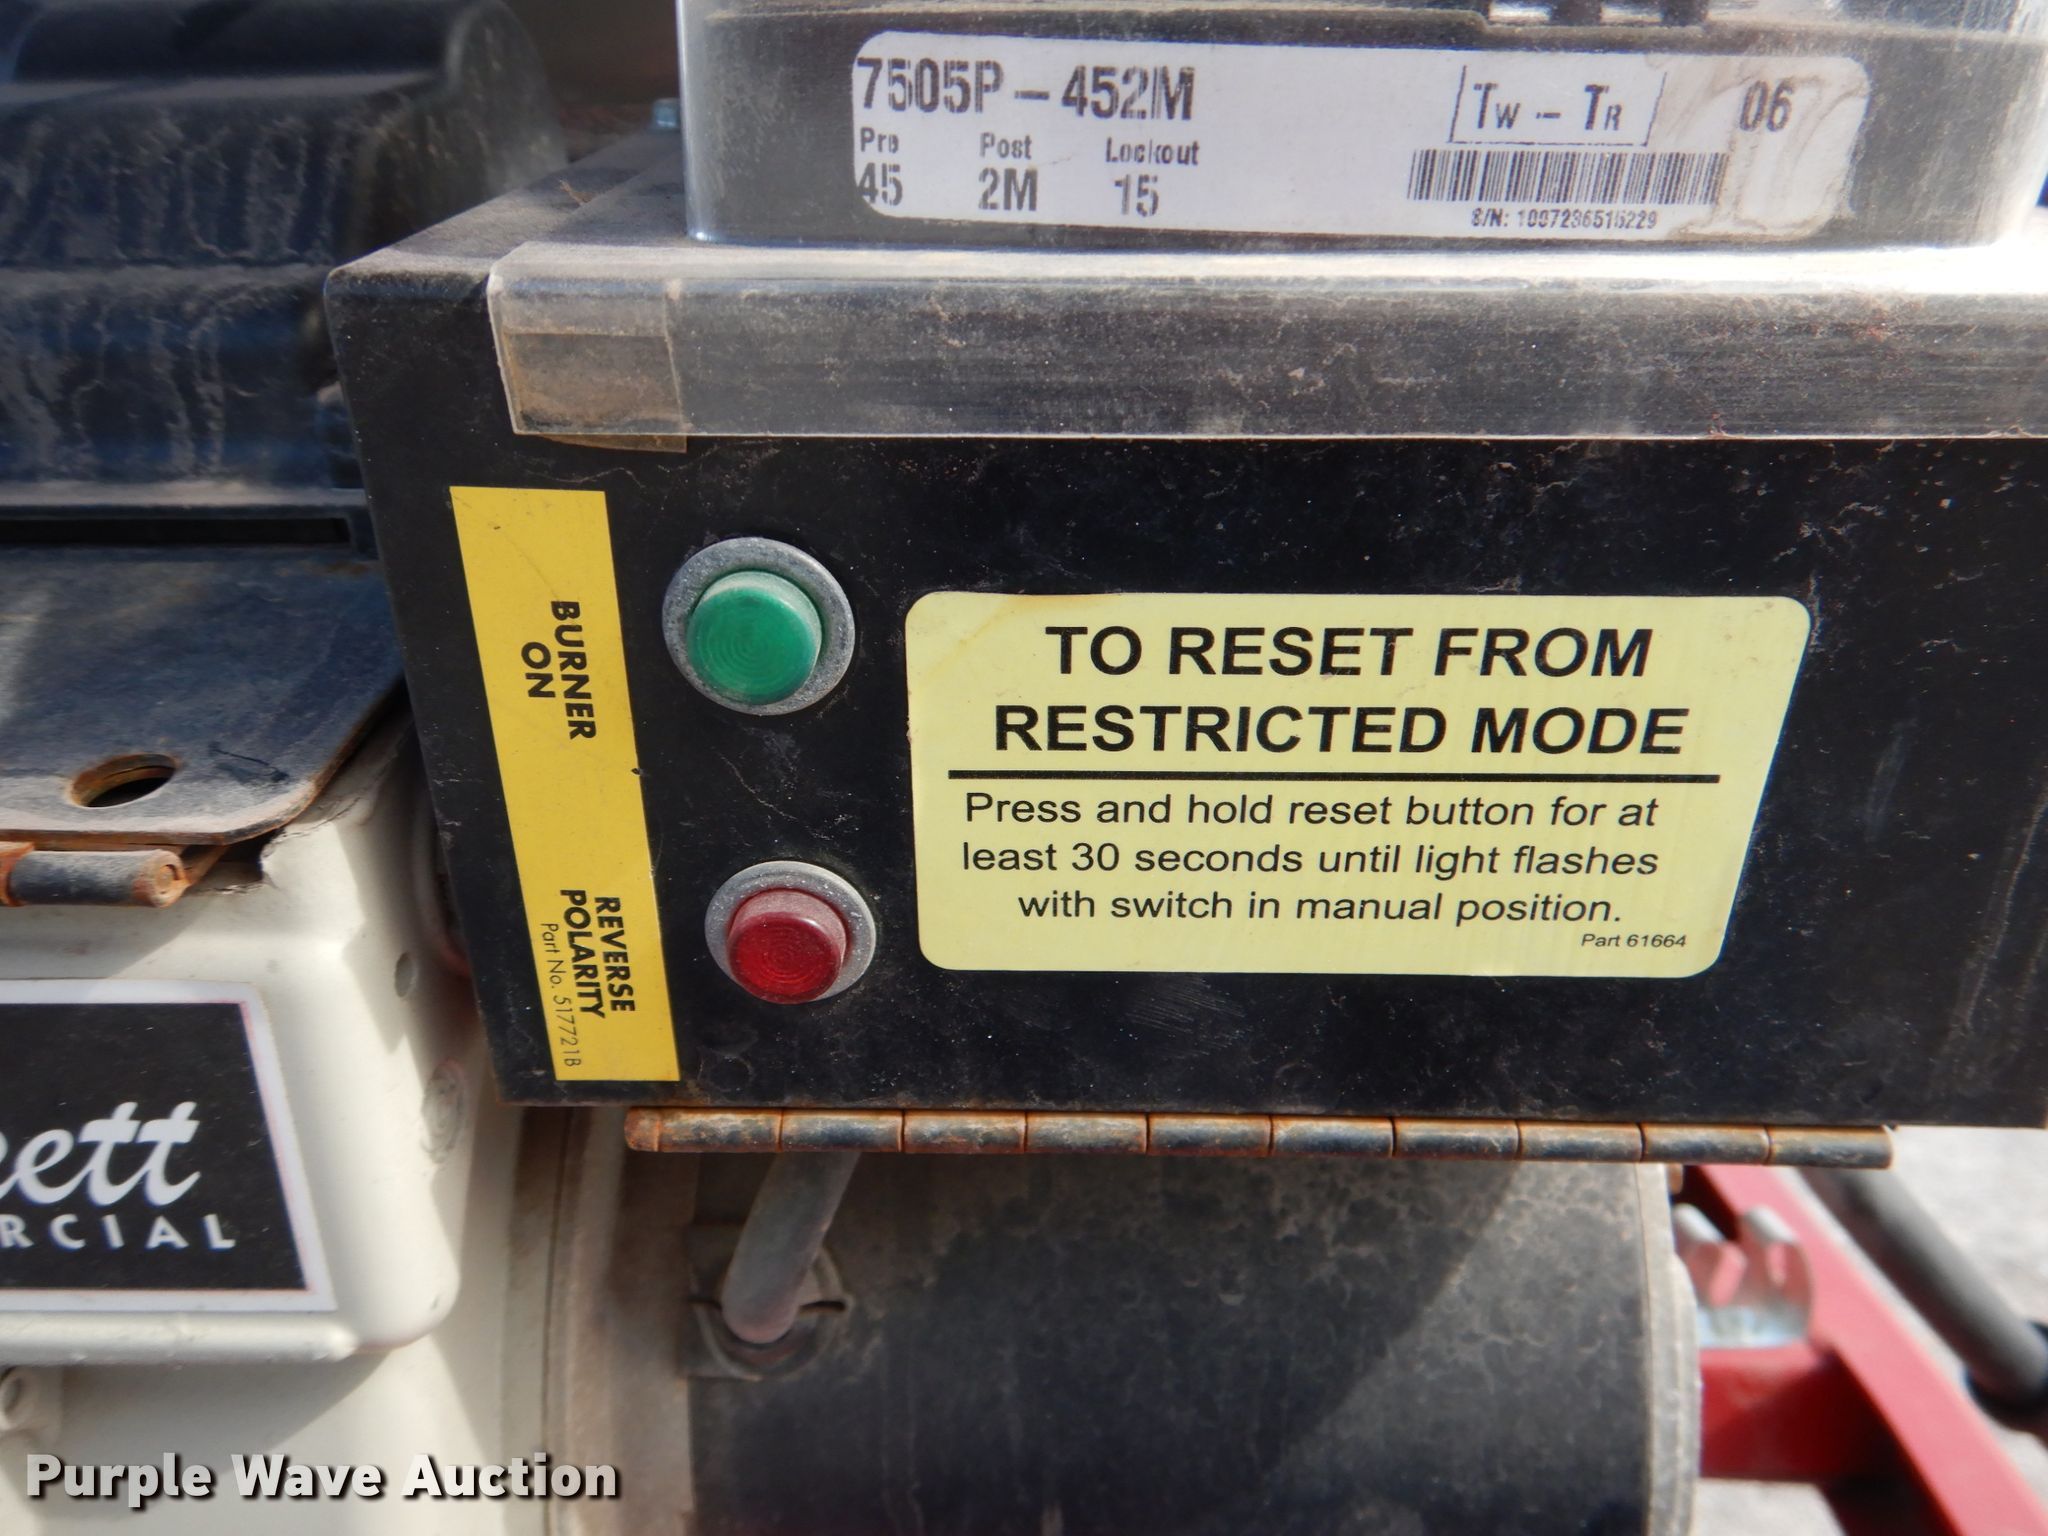 7505P-452M
Tw - Tr
06
Pre Post Lockout
45 2M 15
S/N: 1007236515229
BURNER
ON
REVERSE
POLARITY
Part No. 517721B
TO RESET FROM
RESTRICTED MODE
Press and hold reset button for at
least 30 seconds until light flashes
with switch in manual position.
Part 61664
ett
RCIAL
Purple Wave Auction